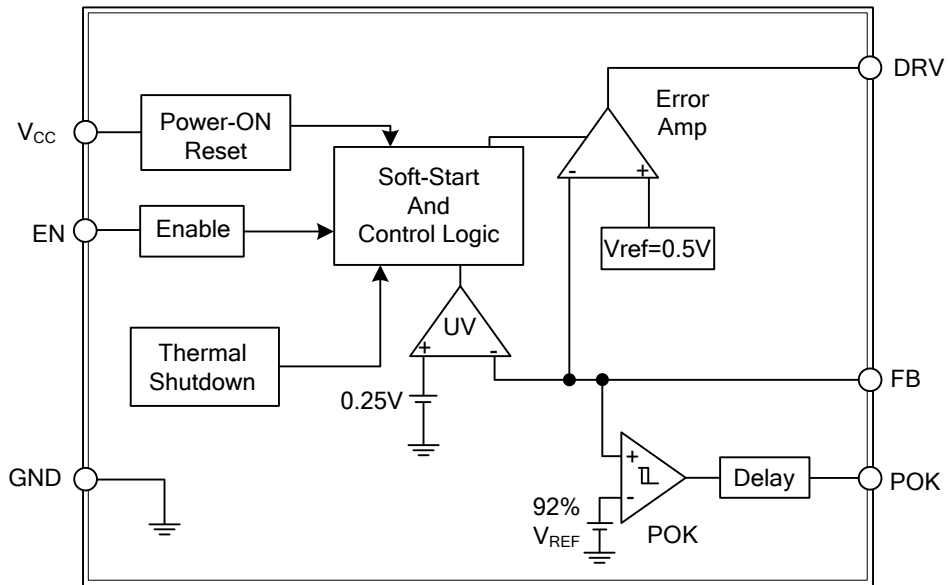 DRV
Error
Amp
VCC
Power-ON
Reset
Soft-Start
And
Control Logic
- +
EN
Enable
Vref=0.5V
UV
+ -
Thermal
Shutdown
0.25V
FB
GND
+
-
92%
VREF
POK
Delay
POK